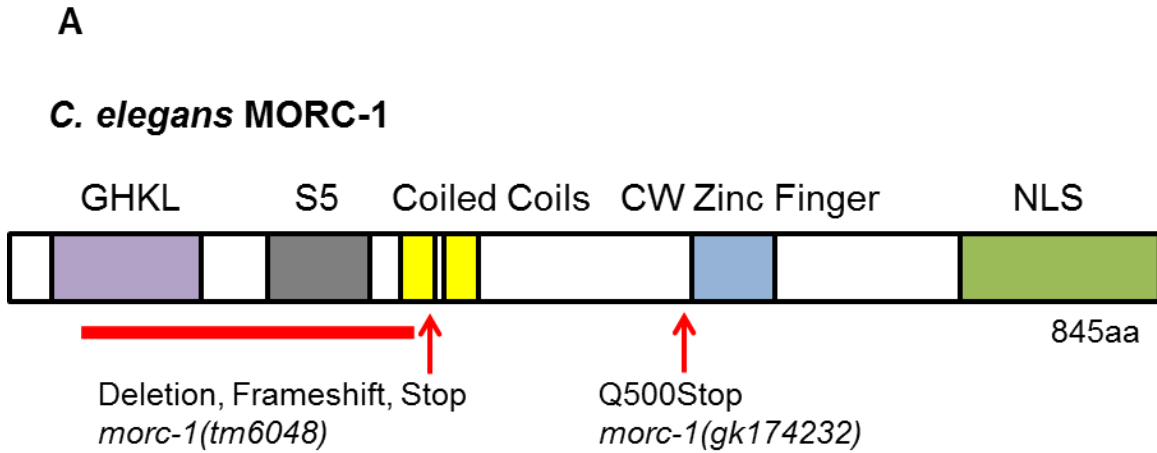 A
C. elegans MORC-1
GHKL S5 Coiled Coils CW Zinc Finger NLS
845aa
Deletion, Frameshift, Stop Q500Stop
morc-1(tm6048) morc-1(gk174232)